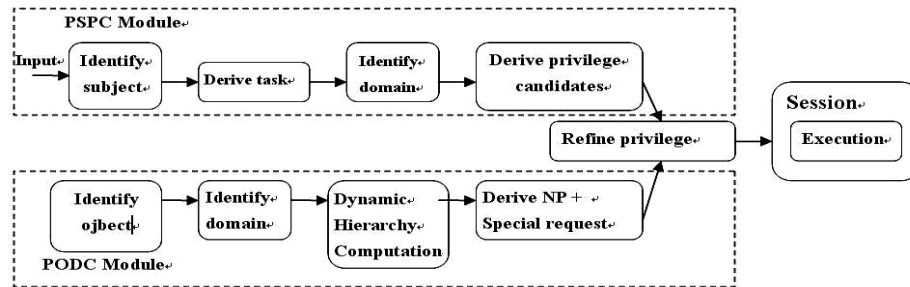 PSPC Module
Input
Identify
subject
Derive task
Identify
domain
Derive privilege
candidates
Refine privilege
Session
Execution
Identify
ojbect
Identify
domain
Dynamic
Hierarchy
Computation
Derive NP +
Special request
PODC Module